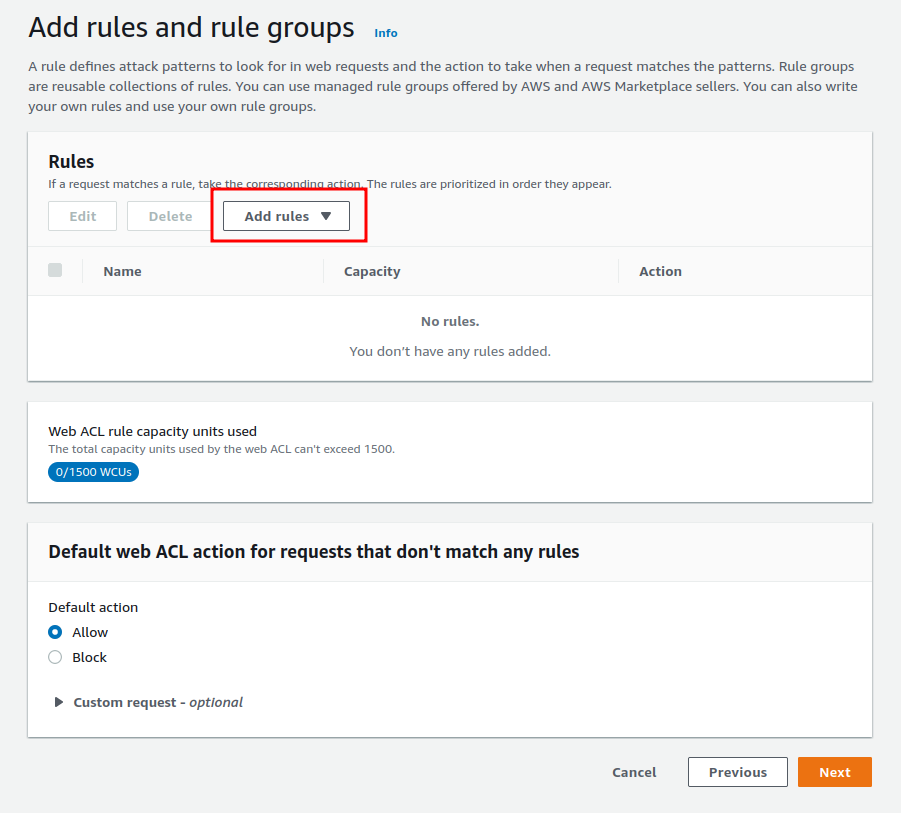 Add rules and rule groups Info
A rule defines attack patterns to look for in web requests and the action to take when a request matches the patterns. Rule groups
are reusable collections of rules. You can use managed rule groups offered by AWS and AWS Marketplace sellers. You can also write
your own rules and use your own rule groups.
Rules
If a request matches a rule, take the corresponding action. The rules are prioritized in order they appear.
Edit Delete Add rules
Name Capacity Action
No rules.
You don’t have any rules added.
Web ACL rule capacity units used
The total capacity units used by the web ACL can't exceed 1500.
0/1500 WCUs
Default web ACL action for requests that don't match any rules
Default action
Allow
Block
Custom request - optional
Cancel Previous Next